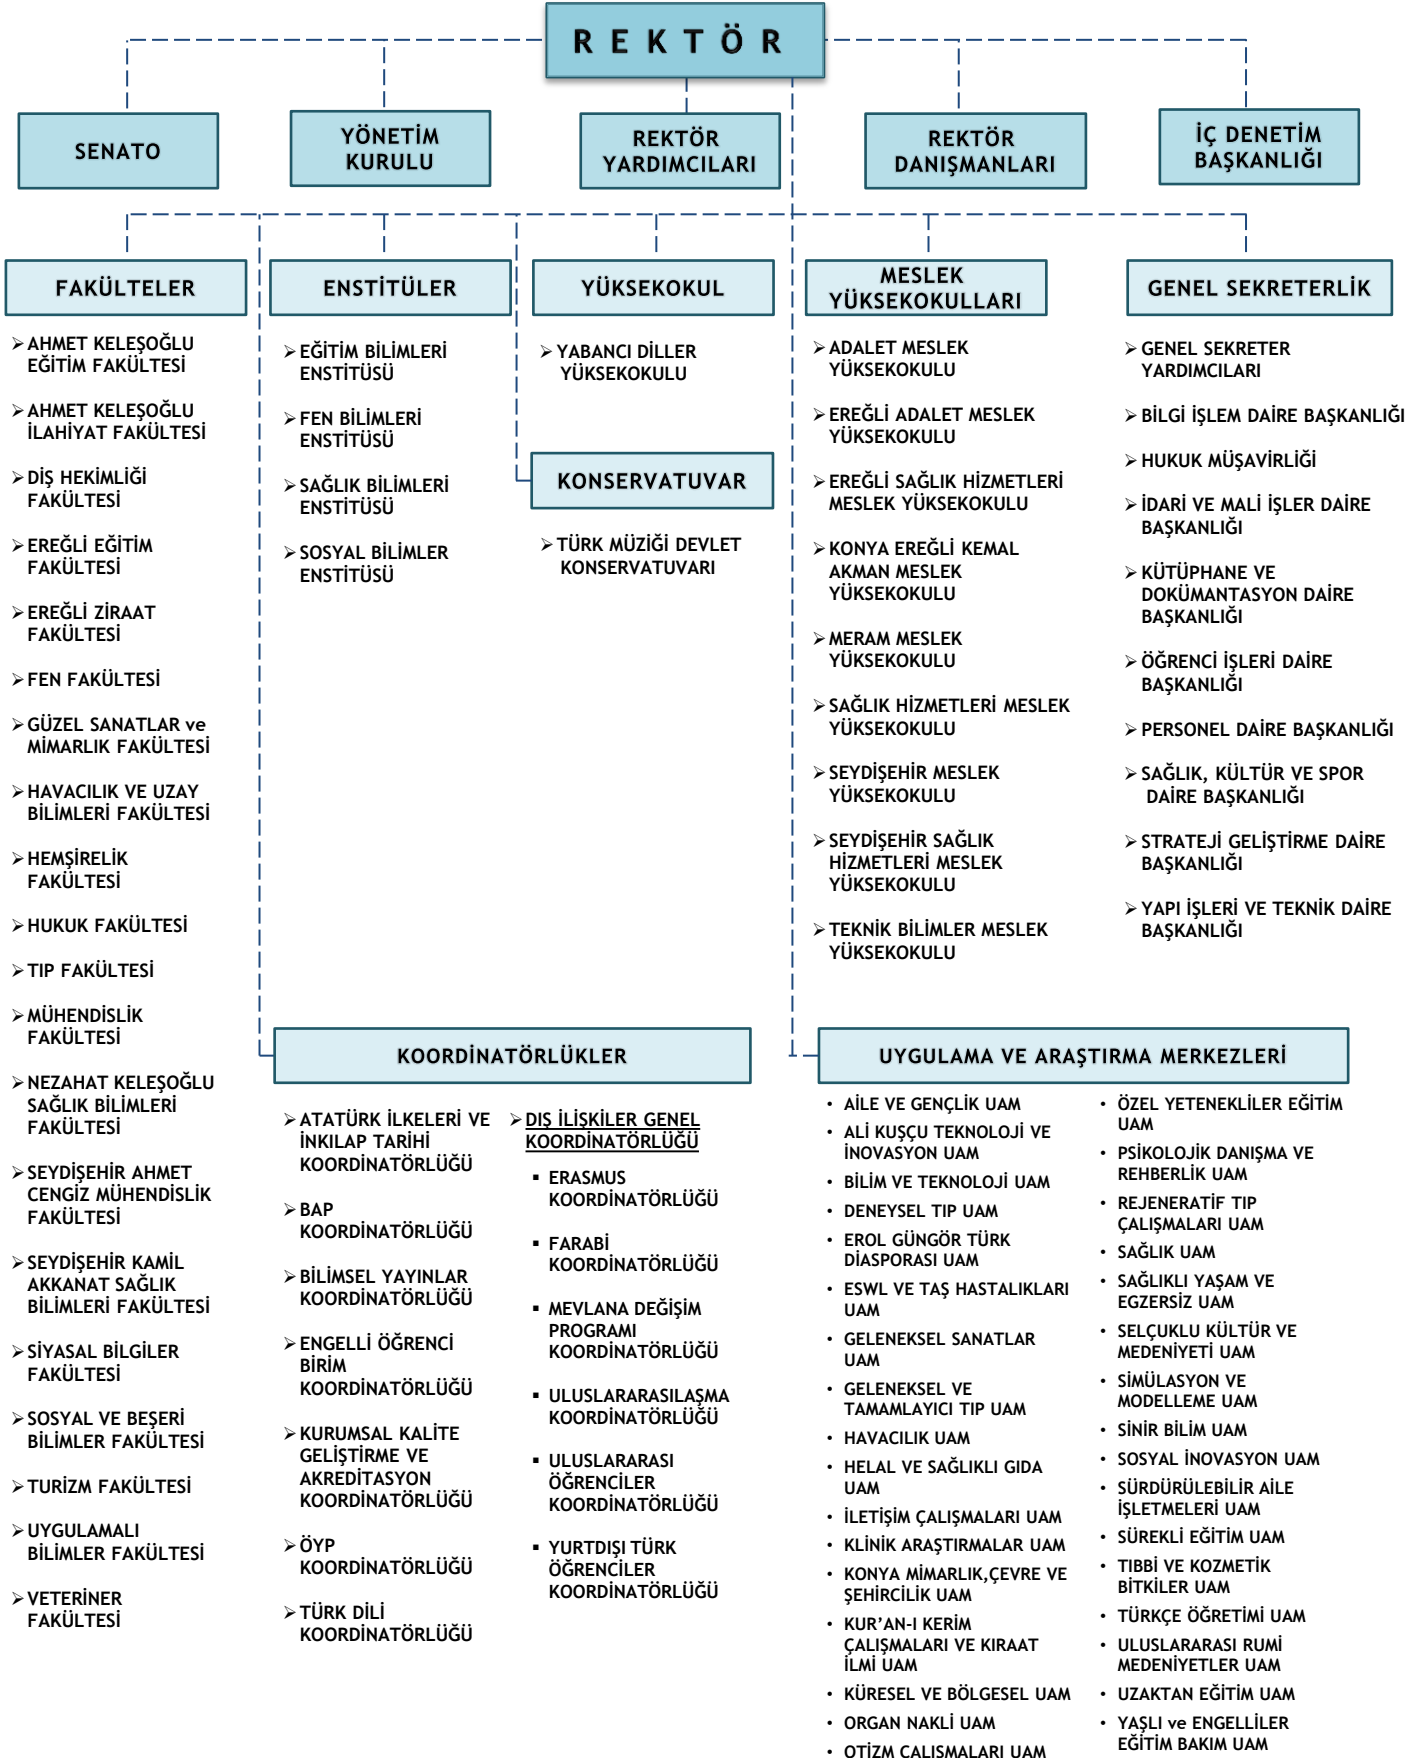 REKTÖR
SENATO
YÖNETİM
KURULU
REKTÖR
YARDIMCILARI
REKTÖR
DANIŞMANLARI
İÇ DENETİM
BAŞKANLIĞI
FAKÜLTELER
➢AHMET KELEŞOĞLU
EĞİTİM FAKÜLTESİ
➢AHMET KELEŞOĞLU
İLAHİYAT FAKÜLTESİ
➢DİŞ HEKİMLİĞİ
FAKÜLTESİ
➢EREĞLİ EĞİTİM
FAKÜLTESİ
➢EREĞLİ ZİRAAT
FAKÜLTESİ
➢FEN FAKÜLTESİ
➢GÜZEL SANATLAR ve
MİMARLIK FAKÜLTESİ
➢HAVACILIK VE UZAY
BİLİMLERİ FAKÜLTESİ
➢HEMŞİRELİK
FAKÜLTESİ
➢HUKUK FAKÜLTESİ
➢TIP FAKÜLTESİ
➢MÜHENDİSLİK
FAKÜLTESİ
➢NEZAHAT KELEŞOĞLU
SAĞLIK BİLİMLERİ
FAKÜLTESİ
➢SEYDİŞEHİR AHMET
CENGİZ MÜHENDİSLİK
FAKÜLTESİ
➢SEYDİŞEHİR KAMİL
AKKANAT SAĞLIK
BİLİMLERİ FAKÜLTESİ
➢SİYASAL BİLGİLER
FAKÜLTESİ
➢SOSYAL VE BEŞERİ
BİLİMLER FAKÜLTESİ
➢TURİZM FAKÜLTESİ
➢UYGULAMALI
BİLİMLER FAKÜLTESİ
➢VETERİNER
FAKÜLTESİ
ENSTİTÜLER
➢EĞİTİM BİLİMLERİ
ENSTİTÜSÜ
➢FEN BİLİMLERİ
ENSTİTÜSÜ
➢SAĞLIK BİLİMLERİ
ENSTİTÜSÜ
➢SOSYAL BİLİMLER
ENSTİTÜSÜ
YÜKSEKOKUL
➢YABANCI DİLLER
YÜKSEKOKULU
KONSERVATUVAR
➢TÜRK MÜZİĞİ DEVLET
KONSERVATUVARI
MESLEK
YÜKSEKOKULLARI
➢ADALET MESLEK
YÜKSEKOKULU
➢EREĞLİ ADALET MESLEK
YÜKSEKOKULU
➢EREĞLİ SAĞLIK HİZMETLERİ
MESLEK YÜKSEKOKULU
➢KONYA EREĞLİ KEMAL
AKMAN MESLEK
YÜKSEKOKULU
➢MERAM MESLEK
YÜKSEKOKULU
➢SAĞLIK HİZMETLERİ MESLEK
YÜKSEKOKULU
➢SEYDİŞEHİR MESLEK
YÜKSEKOKULU
➢SEYDİŞEHİR SAĞLIK
HİZMETLERİ MESLEK
YÜKSEKOKULU
➢TEKNİK BİLİMLER MESLEK
YÜKSEKOKULU
GENEL SEKRETERLİK
➢GENEL SEKRETER
YARDIMCILARI
➢BİLGİ İŞLEM DAİRE BAŞKANLIĞI
➢HUKUK MÜŞAVİRLİĞİ
➢İDARİ VE MALİ İŞLER DAİRE
BAŞKANLIĞI
➢KÜTÜPHANE VE
DOKÜMANTASYON DAİRE
BAŞKANLIĞI
➢ÖĞRENCİ İŞLERİ DAİRE
BAŞKANLIĞI
➢PERSONEL DAİRE BAŞKANLIĞI
➢SAĞLIK, KÜLTÜR VE SPOR
DAİRE BAŞKANLIĞI
➢STRATEJİ GELİŞTİRME DAİRE
BAŞKANLIĞI
➢YAPI İŞLERİ VE TEKNİK DAİRE
BAŞKANLIĞI
KOORDİNATÖRLÜKLER
➢ATATÜRK İLKELERİ VE
İNKILAP TARİHİ
KOORDİNATÖRLÜĞÜ
➢BAP
KOORDİNATÖRLÜĞÜ
➢BİLİMSEL YAYINLAR
KOORDİNATÖRLÜĞÜ
➢ENGELLİ ÖĞRENCİ
BİRİM
KOORDİNATÖRLÜĞÜ
➢KURUMSAL KALİTE
GELİŞTİRME VE
AKREDİTASYON
KOORDİNATÖRLÜĞÜ
➢ÖYP
KOORDİNATÖRLÜĞÜ
➢TÜRK DİLİ
KOORDİNATÖRLÜĞÜ
➢DIŞ İLİŞKİLER GENEL
KOORDİNATÖRLÜĞÜ
▪ ERASMUS
KOORDİNATÖRLÜĞÜ
▪ FARABİ
KOORDİNATÖRLÜĞÜ
▪ MEVLANA DEĞİŞİM
PROGRAMI
KOORDİNATÖRLÜĞÜ
▪ ULUSLARARASILAŞMA
KOORDİNATÖRLÜĞÜ
▪ ULUSLARARASI
ÖĞRENCİLER
KOORDİNATÖRLÜĞÜ
▪ YURTDIŞI TÜRK
ÖĞRENCİLER
KOORDİNATÖRLÜĞÜ
UYGULAMA VE ARAŞTIRMA MERKEZLERİ
• AİLE VE GENÇLİK UAM
• ALİ KUŞÇU TEKNOLOJİ VE
İNOVASYON UAM
• BİLİM VE TEKNOLOJİ UAM
• DENEYSEL TIP UAM
• EROL GÜNGÖR TÜRK
DİASPORASI UAM
• ESWL VE TAŞ HASTALIKLARI
UAM
• GELENEKSEL SANATLAR
UAM
• GELENEKSEL VE
TAMAMLAYICI TIP UAM
• HAVACILIK UAM
• HELAL VE SAĞLIKLI GIDA
UAM
• İLETİŞİM ÇALIŞMALARI UAM
• KLİNİK ARAŞTIRMALAR UAM
• KONYA MİMARLIK,ÇEVRE VE
ŞEHİRCİLİK UAM
• KUR’AN-I KERİM
ÇALIŞMALARI VE KIRAAT
İLMİ UAM
• KÜRESEL VE BÖLGESEL UAM
• ORGAN NAKLİ UAM
• OTİZM ÇALIŞMALARI UAM
• ÖZEL YETENEKLİLER EĞİTİM
UAM
• PSİKOLOJİK DANIŞMA VE
REHBERLİK UAM
• REJENERATİF TIP
ÇALIŞMALARI UAM
• SAĞLIK UAM
• SAĞLIKLI YAŞAM VE
EGZERSİZ UAM
• SELÇUKLU KÜLTÜR VE
MEDENİYETİ UAM
• SİMÜLASYON VE
MODELLEME UAM
• SİNİR BİLİM UAM
• SOSYAL İNOVASYON UAM
• SÜRDÜRÜLEBİLİR AİLE
İŞLETMELERİ UAM
• SÜREKLİ EĞİTİM UAM
• TIBBİ VE KOZMETİK
BİTKİLER UAM
• TÜRKÇE ÖĞRETİMİ UAM
• ULUSLARARASI RUMİ
MEDENİYETLER UAM
• UZAKTAN EĞİTİM UAM
• YAŞLI ve ENGELLİLER
EĞİTİM BAKIM UAM